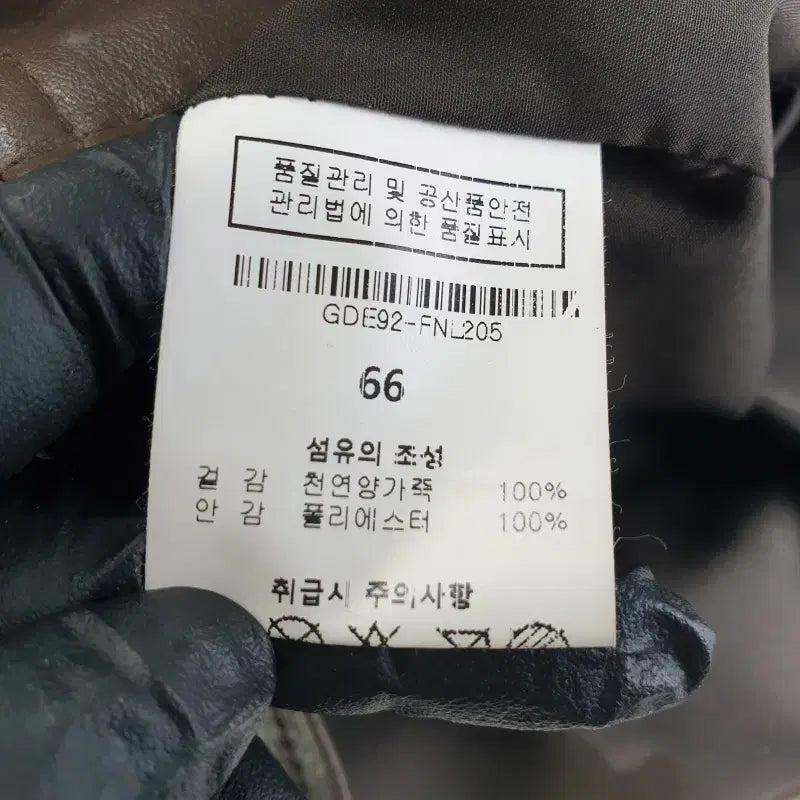 품질관리 및 공산품안전
관리법에 의한 품질표시
GDE92-FNL205
66
섬유의 조성
겉 감 천연양가죽 100%
안 감 폴리에스터 100%
취급시 주의사항